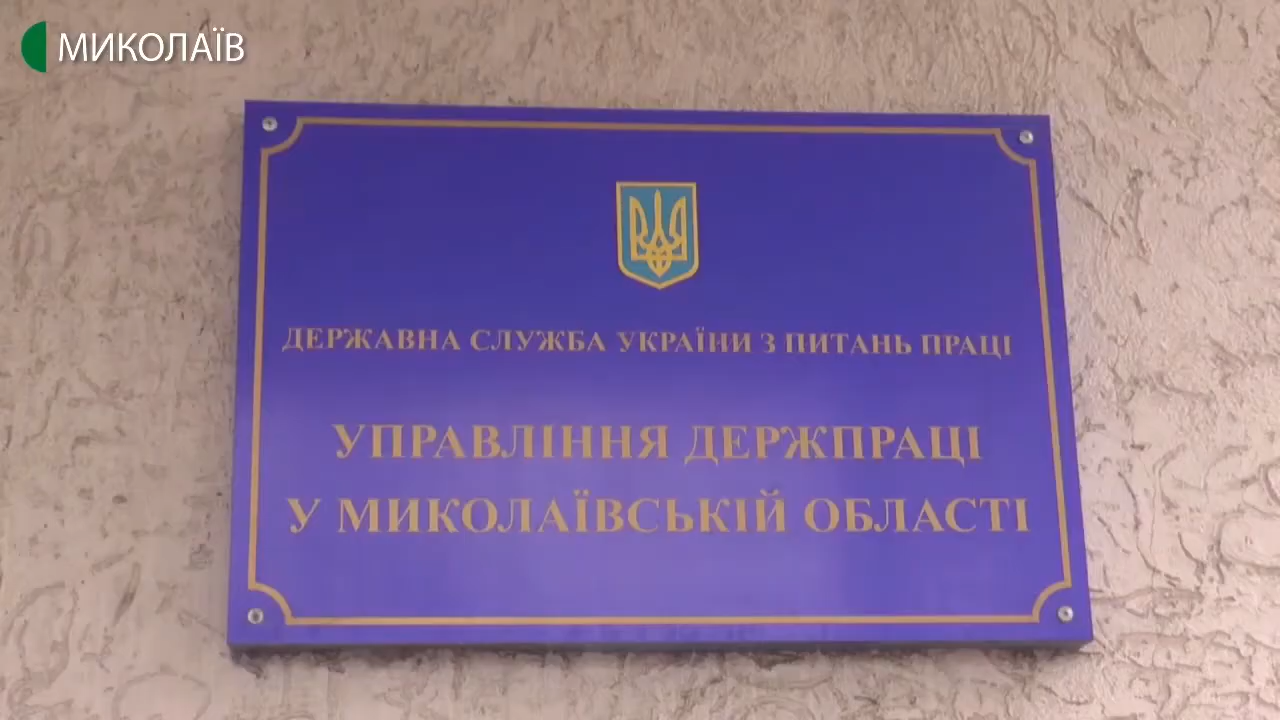 МИКОЛАЇВ
ДЕРЖАВНА СЛУЖБА УКРАЇНИ З ПИТАНЬ ПРАЦІ
УПРАВЛІННЯ ДЕРЖПРАЦІ
У МИКОЛАЇВСЬКІЙ ОБЛАСТІ